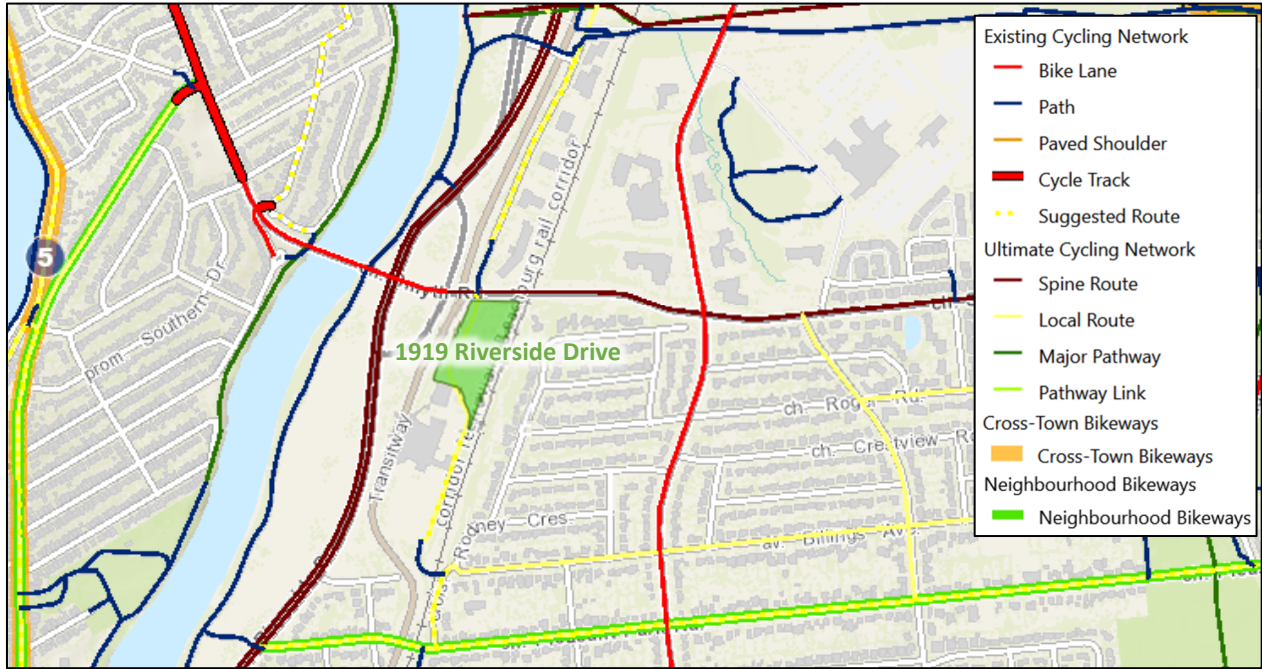 Existing Cycling Network
Bike Lane
Path
Paved Shoulder
Cycle Track
Suggested Route
Ultimate Cycling Network
Spine Route
Local Route
Major Pathway
Pathway Link
Cross-Town Bikeways
Cross-Town Bikeways
Neighbourhood Bikeways
Neighbourhood Bikeways
5
prom. Southern Dr
1919 Riverside Drive
Transitway
rail corridor
corridor
ch. Roger Rd.
ch. Crestview
Rodney Cres
av. Billings Ave.